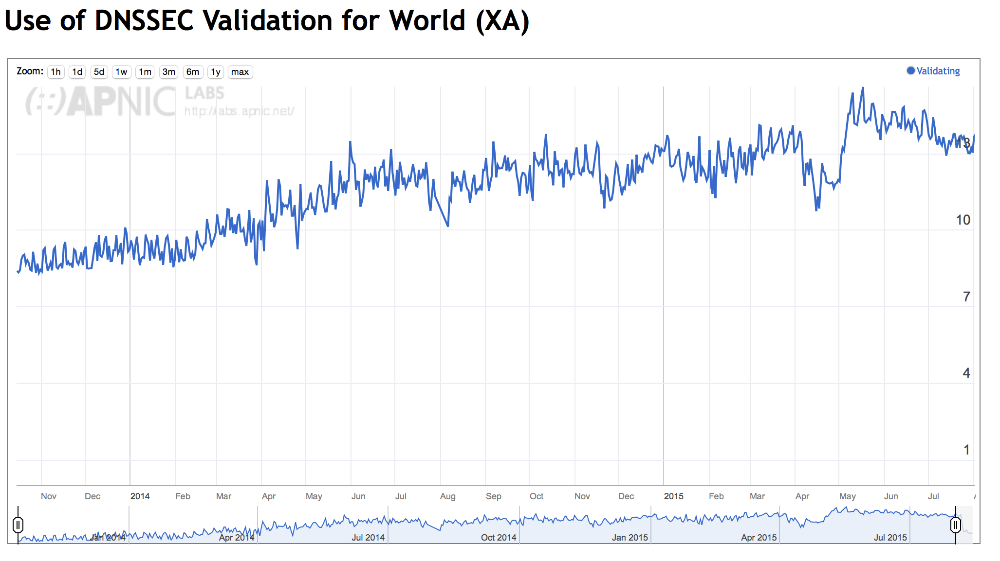 Use of DNSSEC Validation for World (XA)
Zoom: 1h 1d 5d 1w 1m 3m 6m 1y max
Validating
(::)APNIC LABS
http://labs.apnic.net/
13
10
7
4
1
Nov Dec 2014 Feb Mar Apr May Jun Jul Aug Sep Oct Nov Dec 2015 Feb Mar Apr May Jun Jul
Jan 2014 Apr 2014 Jul 2014 Oct 2014 Jan 2015 Apr 2015 Jul 2015